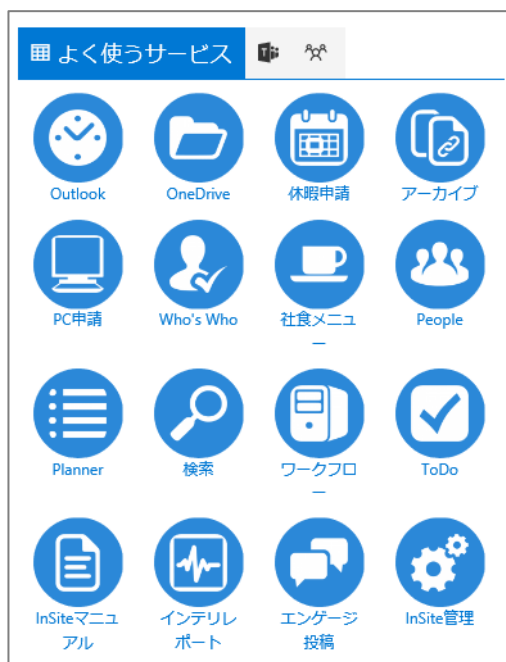 よく使うサービス
Outlook
OneDrive
休暇申請
アーカイブ
PC申請
Who's Who
社食メニュ
ー
People
Planner
検索
ワークフロ
ー
ToDo
InSiteマニュ
アル
インテリレ
ポート
エンゲージ
投稿
InSite管理